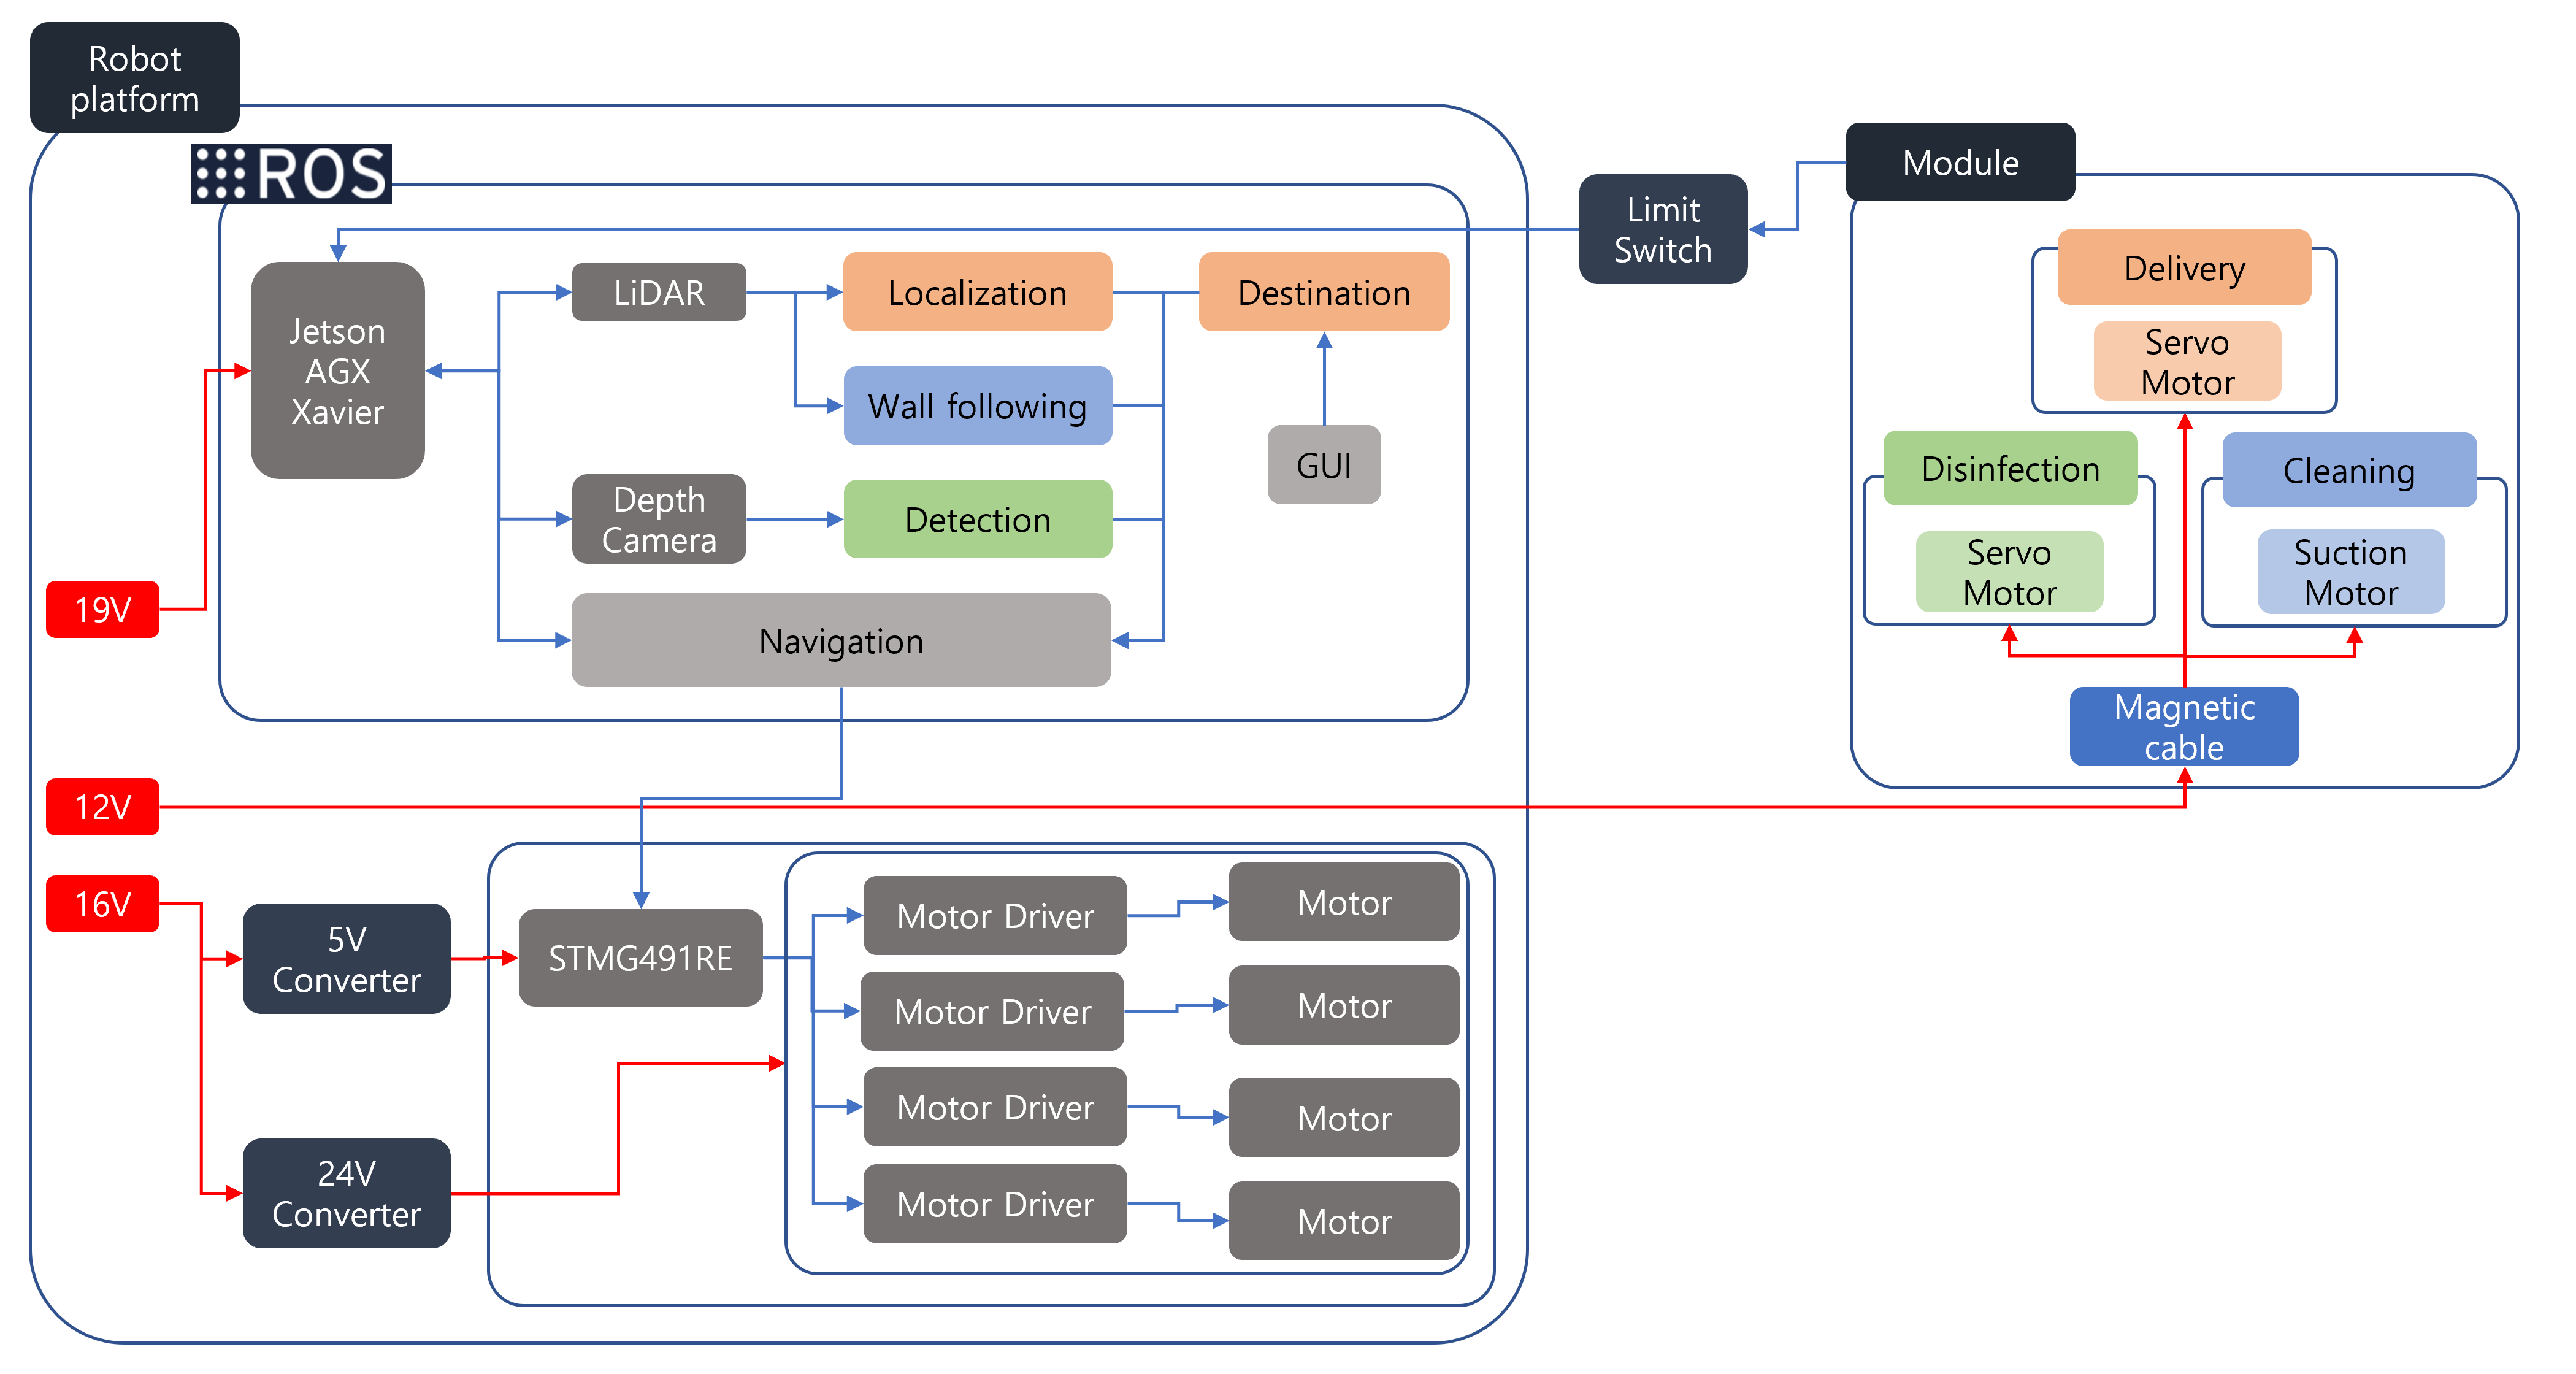 Robot
platform
ROS
Limit
Switch
Module
Jetson
AGX
Xavier
LiDAR
Localization
Destination
Wall following
Depth
Camera
Detection
GUI
Navigation
Delivery
Servo
Motor
Disinfection
Servo
Motor
Cleaning
Suction
Motor
Magnetic
cable
19V
12V
16V
5V
Converter
24V
Converter
STMG491RE
Motor Driver
Motor
Motor Driver
Motor
Motor Driver
Motor
Motor Driver
Motor